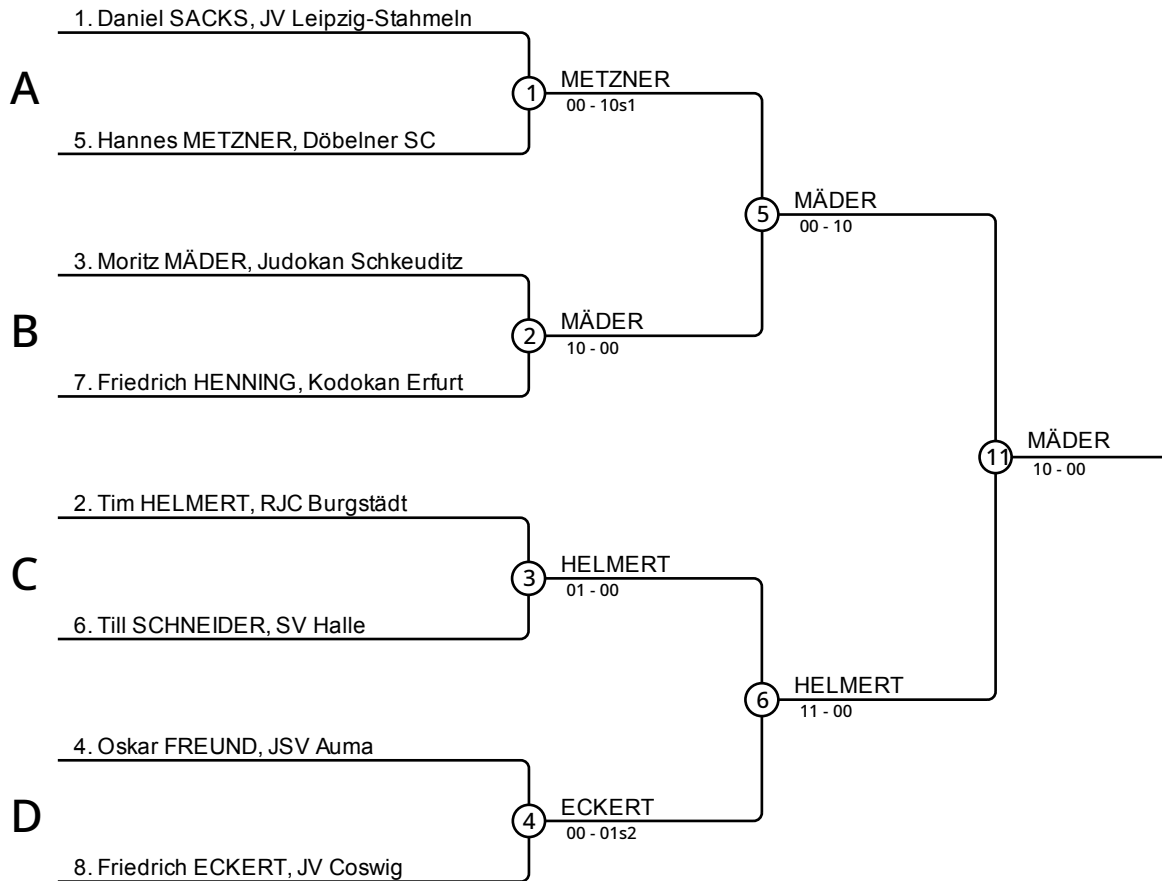 1. Daniel SACKS, JV Leipzig-Stahmeln
A
1
METZNER
00 - 10s1
5. Hannes METZNER, Döbelner SC
5
MÄDER
00 - 10
3. Moritz MÄDER, Judokan Schkeuditz
B
2
MÄDER
10 - 00
7. Friedrich HENNING, Kodokan Erfurt
11
MÄDER
10 - 00
2. Tim HELMERT, RJC Burgstädt
C
3
HELMERT
01 - 00
6. Till SCHNEIDER, SV Halle
6
HELMERT
11 - 00
4. Oskar FREUND, JSV Auma
D
4
ECKERT
00 - 01s2
8. Friedrich ECKERT, JV Coswig